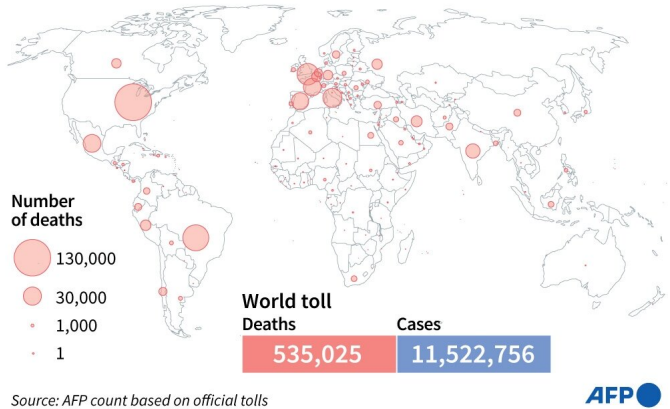 Number
of deaths
130,000
30,000
1,000
1
World toll
Deaths
Cases
535,025
11,522,756
Source: AFP count based on official tolls
AFP